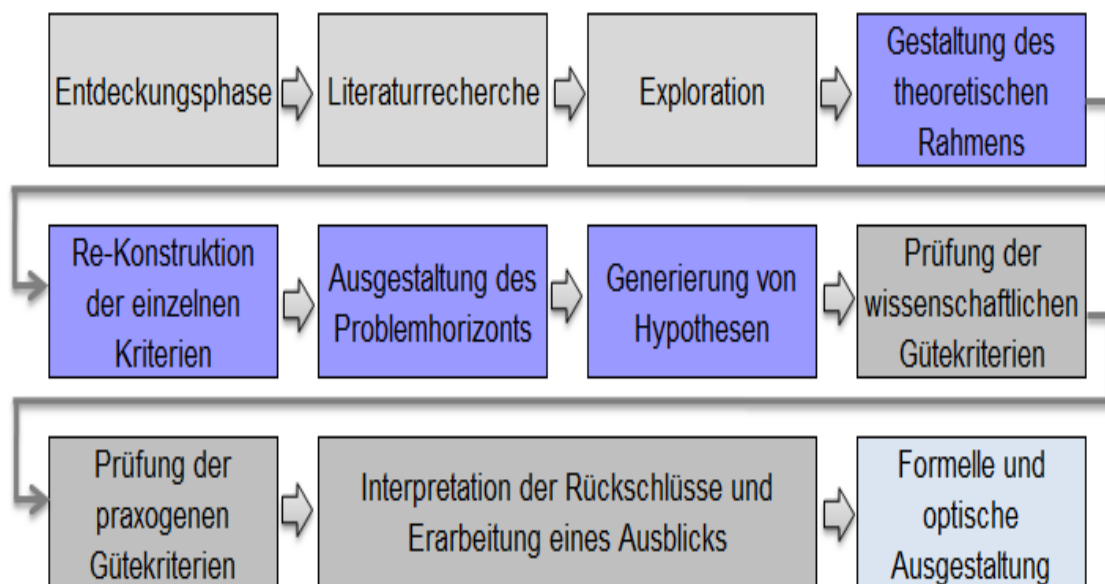 Entdeckungsphase
Literaturrecherche
Exploration
Gestaltung des
theoretischen
Rahmens
Re-Konstruktion
der einzelnen
Kriterien
Ausgestaltung des
Problemhorizonts
Generierung von
Hypothesen
Prüfung der
wissenschaftlichen
Gütekriterien
Prüfung der
praxogenen
Gütekriterien
Interpretation der Rückschlüsse und
Erarbeitung eines Ausblicks
Formelle und
optische
Ausgestaltung